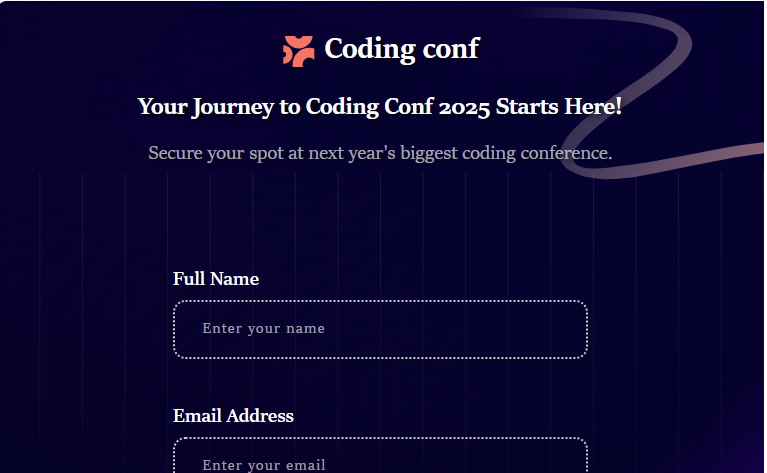 Coding conf
Your Journey to Coding Conf 2025 Starts Here!
Secure your spot at next year's biggest coding conference.
Full Name
Enter your name
Email Address
Enter your email